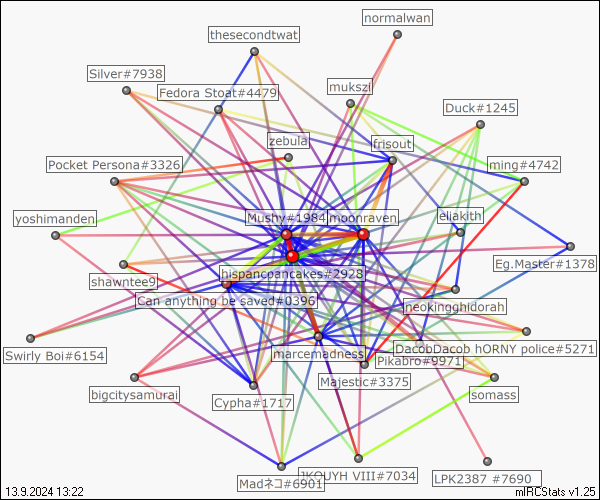 normalwan
thesecondtwat
Silver#7938
mukszi
Fedora Stoat#4479
Duck#1245
zebula
frisout
Pocket Persona#3326
ming#4742
yoshimanden
Mushy#1984
moonraven
eljakith
Eg.Master#1378
shawntee9
hispancpancakes#2928
Can anything be saved#0396
neokingghidorah
Swirly Boi#6154
marcemadness
DacobDacob hORNY police#5271
Pikabro#9971
Majestic#3375
bigcitysamurai
Cypha#1717
somass
Madネコ#6901
JKOUYH VIII#7034
LPK2387 #7690
13.9.2024 13:22
mIRCStats v1.25